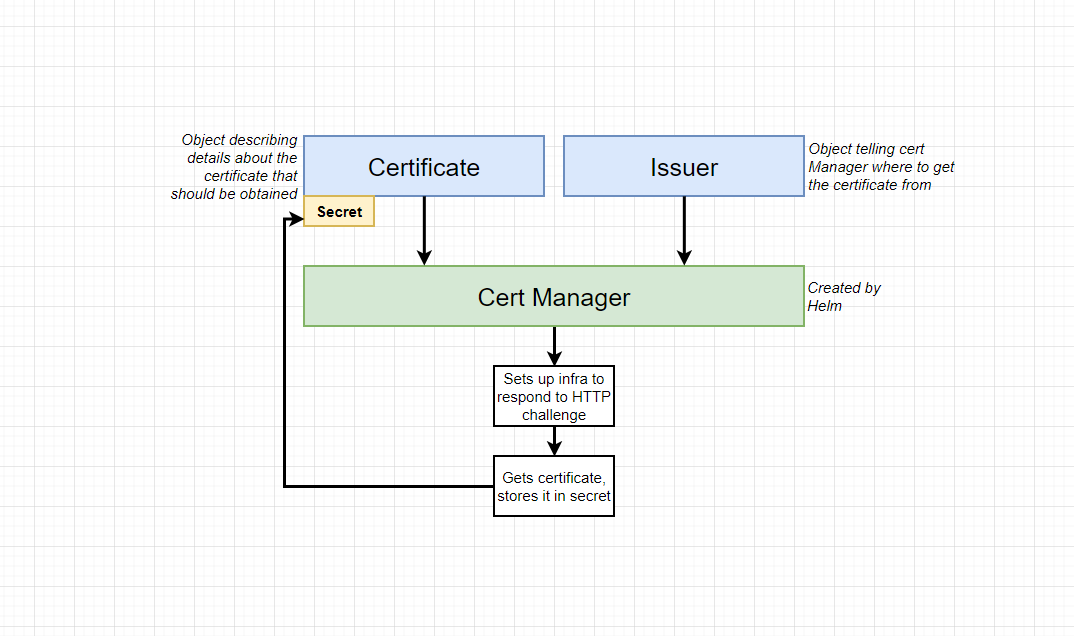 Object describing
details about the
certificate that
should be obtained
Certificate
Secret
Issuer
Object telling cert
Manager where to get
the certificate from
Cert Manager
Created by
Helm
Sets up infra to
respond to HTTP
challenge
Gets certificate,
stores it in secret